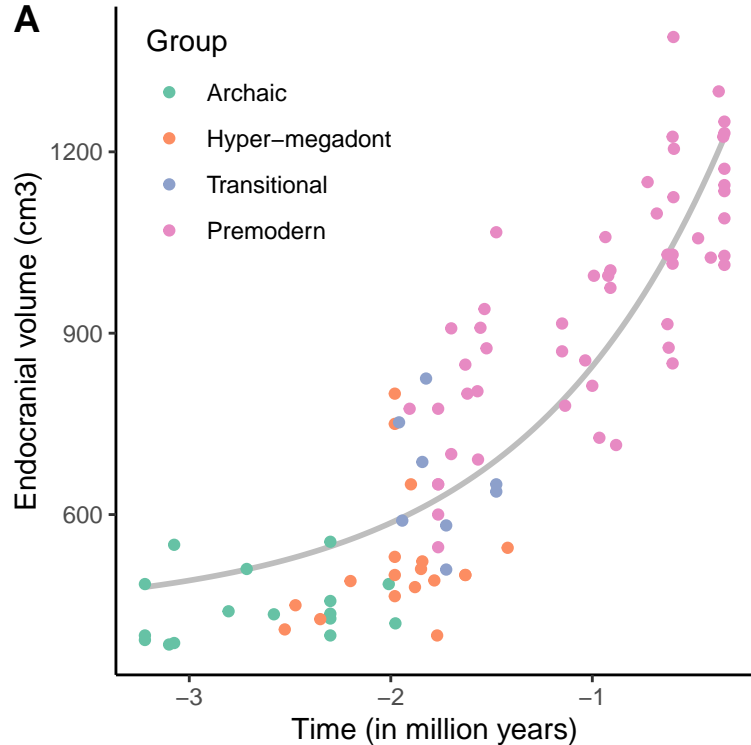 A
Group
Archaic
Hyper−megadont
Transitional
Premodern
Endocranial volume (cm3)
1200
900
600
−3
−2
−1
Time (in million years)